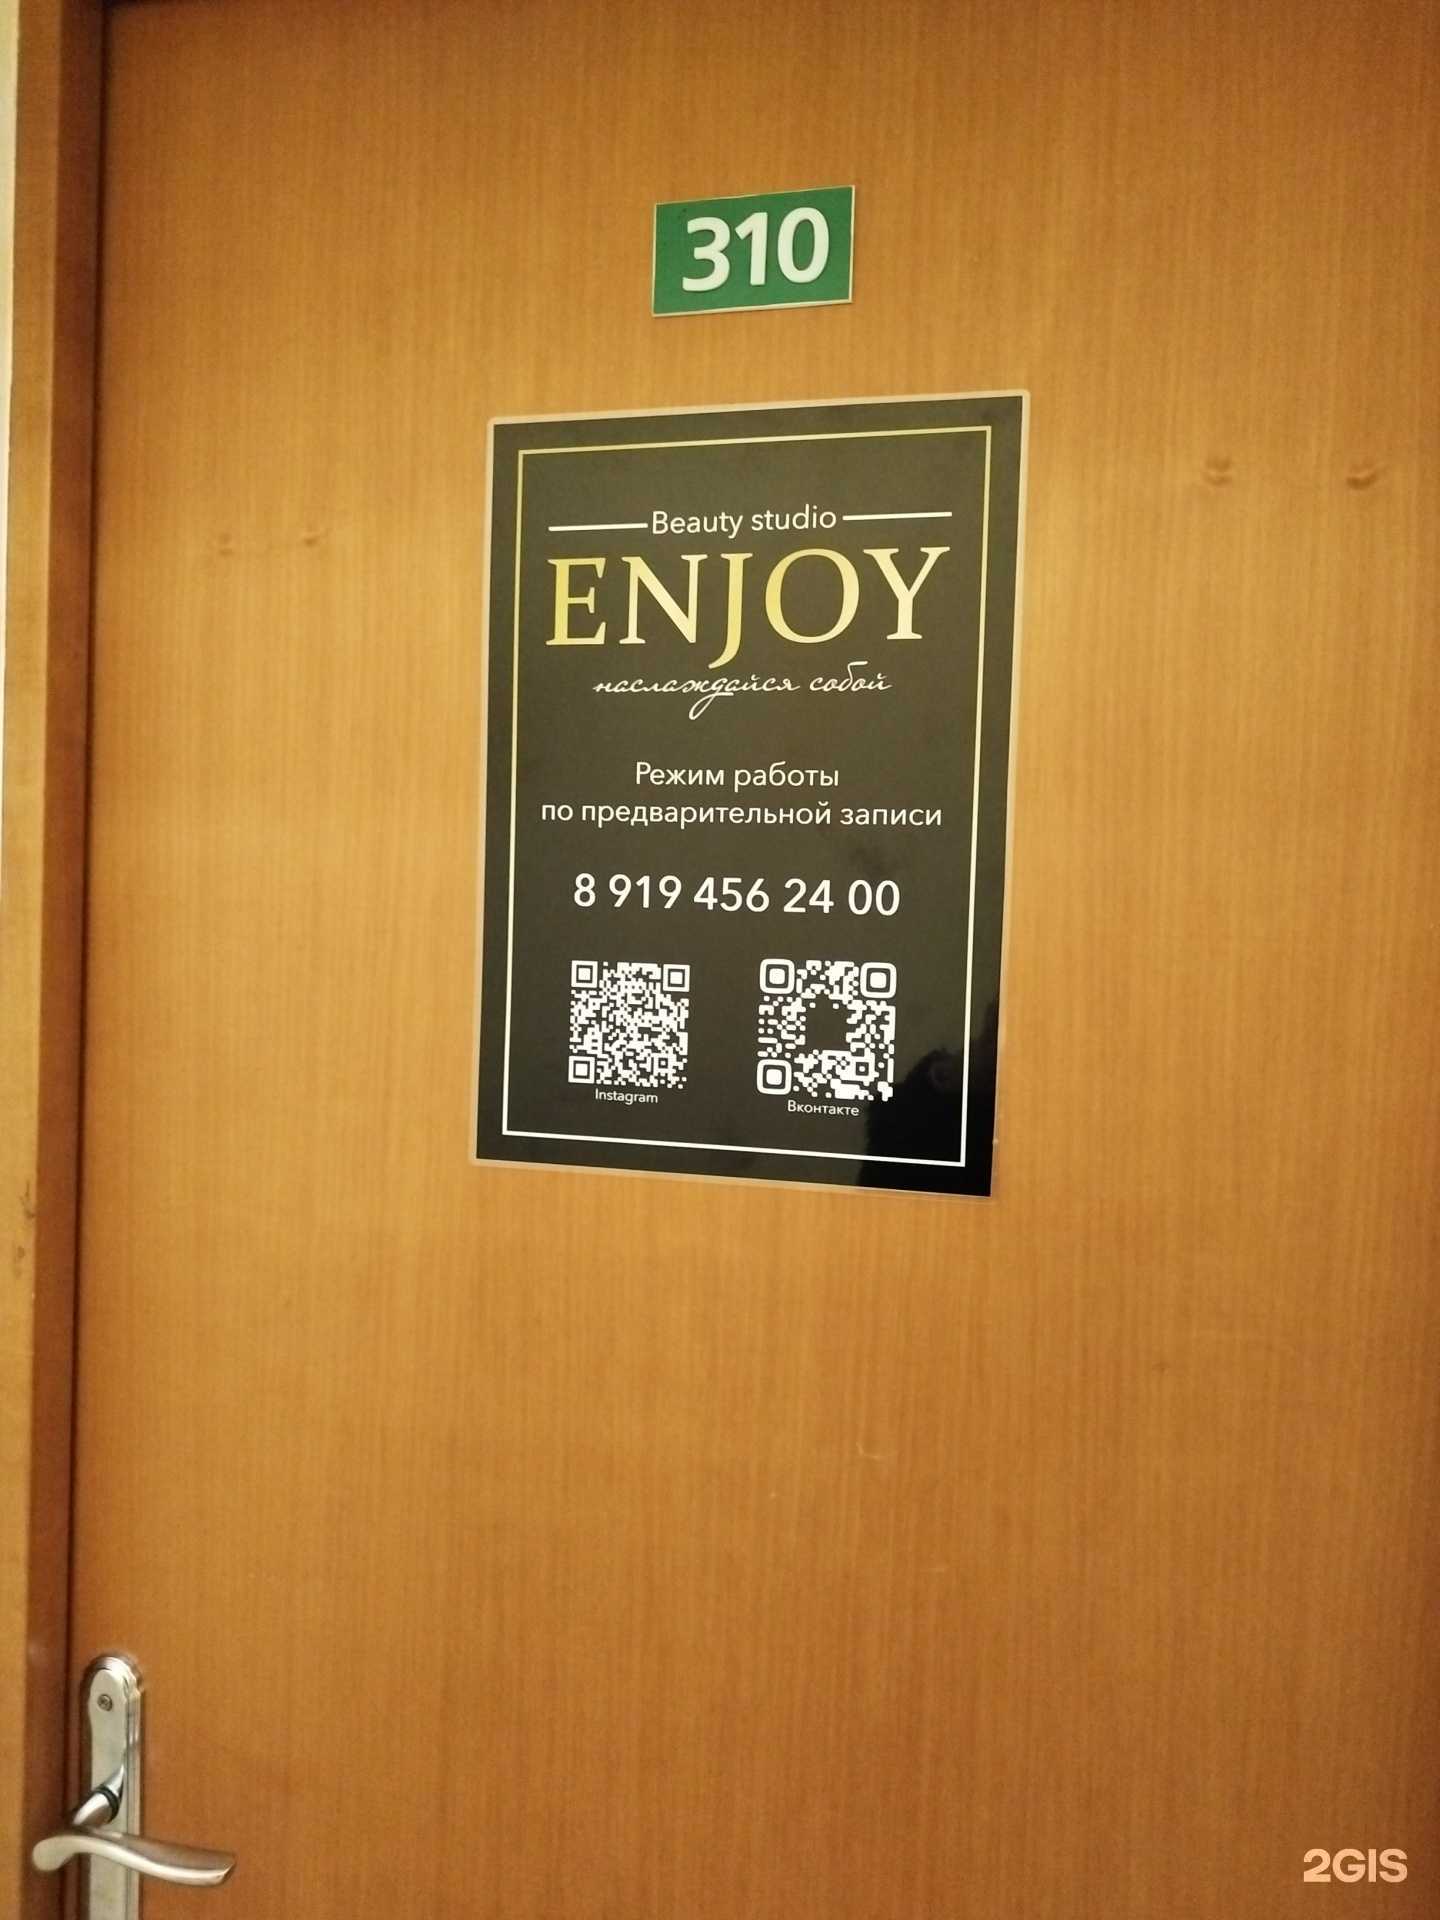 310
Beauty studio
ENJOY
наслаждайся собой
Режим работы
по предварительной записи
8 919 456 24 00
Instagram
Вконтакте
2GIS